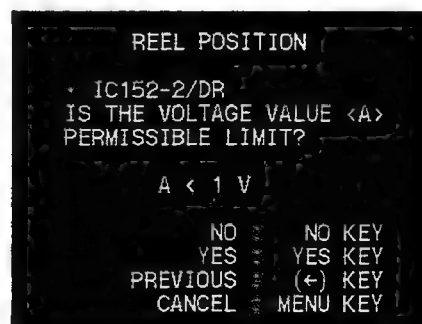 REEL POSITION
* IC152-2/DR
IS THE VOLTAGE VALUE <A>
PERMISSIBLE LIMIT?
A < 1 V
NO : NO KEY
YES : YES KEY
PREVIOUS : (←) KEY
CANCEL : MENU KEY